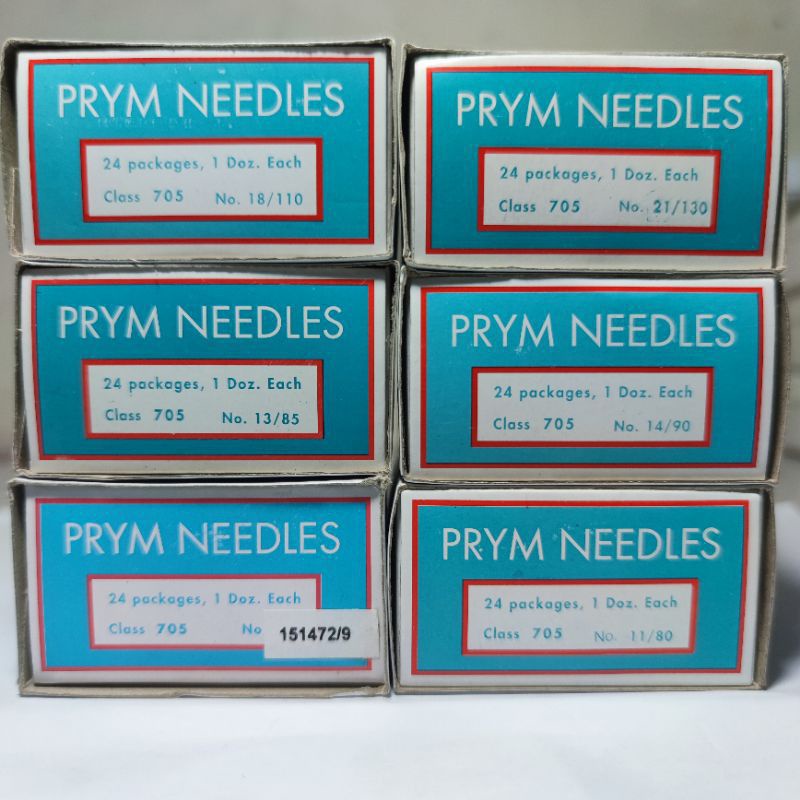 PRYM NEEDLES
24 packages, 1 Doz. Each
Class 705 No. 18/110
PRYM NEEDLES
24 packages, 1 Doz. Each
Class 705 No. 21/130
PRYM NEEDLES
24 packages, 1 Doz. Each
Class 705 No. 13/85
PRYM NEEDLES
24 packages, 1 Doz. Each
Class 705 No. 14/90
PRYM NEEDLES
24 packages, 1 Doz. Each
Class 705 No
151472/9
PRYM NEEDLES
24 packages, 1 Doz. Each
Class 705 No. 11/80